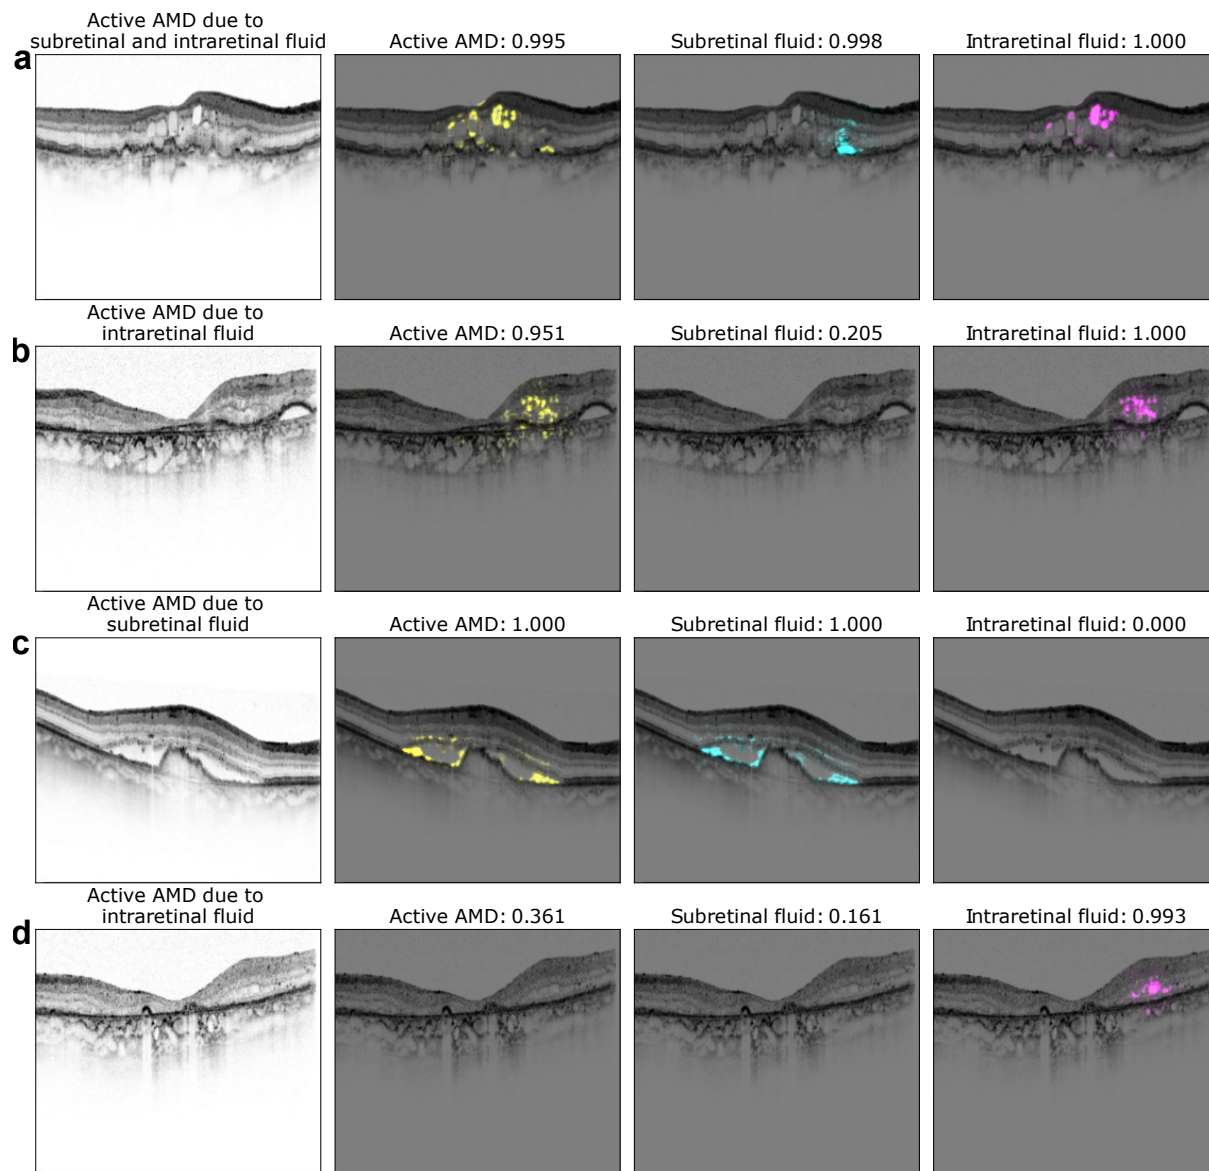 a
Active AMD due to
subretinal and intraretinal fluid
Active AMD: 0.995
Subretinal fluid: 0.998
Intraretinal fluid: 1.000
b
Active AMD due to
intraretinal fluid
Active AMD: 0.951
Subretinal fluid: 0.205
Intraretinal fluid: 1.000
c
Active AMD due to
subretinal fluid
Active AMD: 1.000
Subretinal fluid: 1.000
Intraretinal fluid: 0.000
d
Active AMD due to
intraretinal fluid
Active AMD: 0.361
Subretinal fluid: 0.161
Intraretinal fluid: 0.993